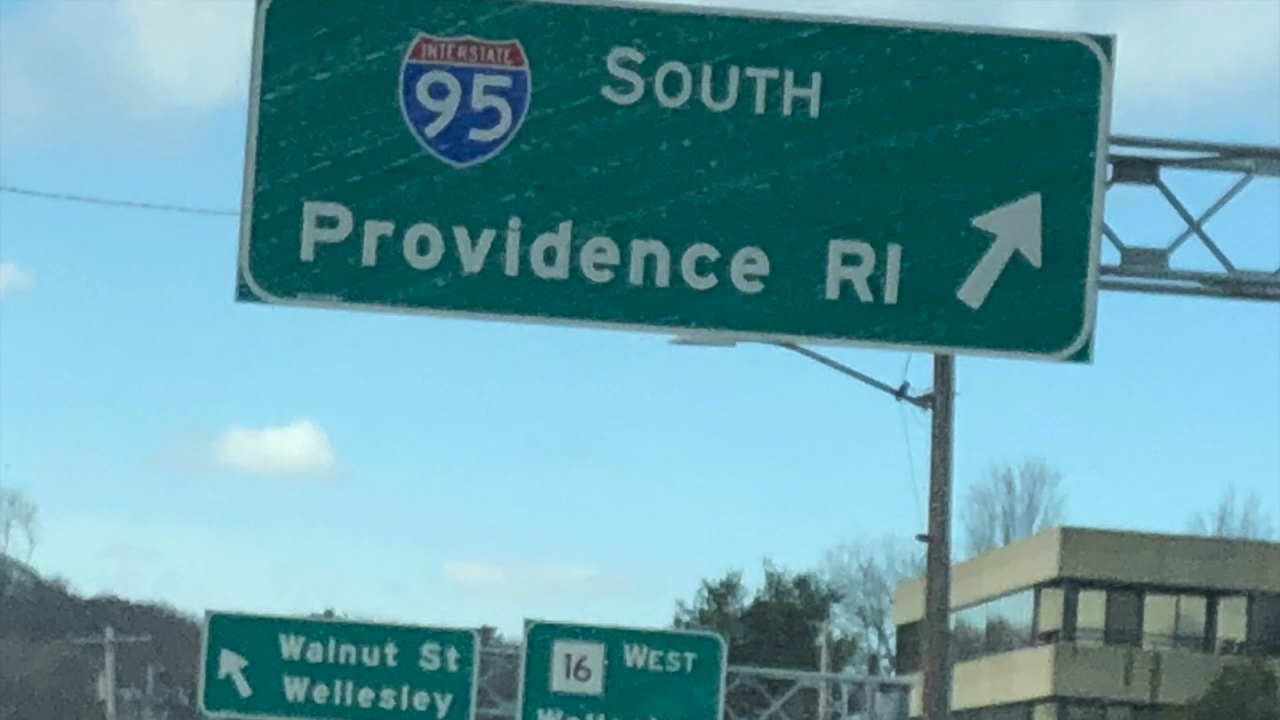 INTERSTATE
95 SOUTH
Providence RI
Walnut St
Wellesley
16 WEST